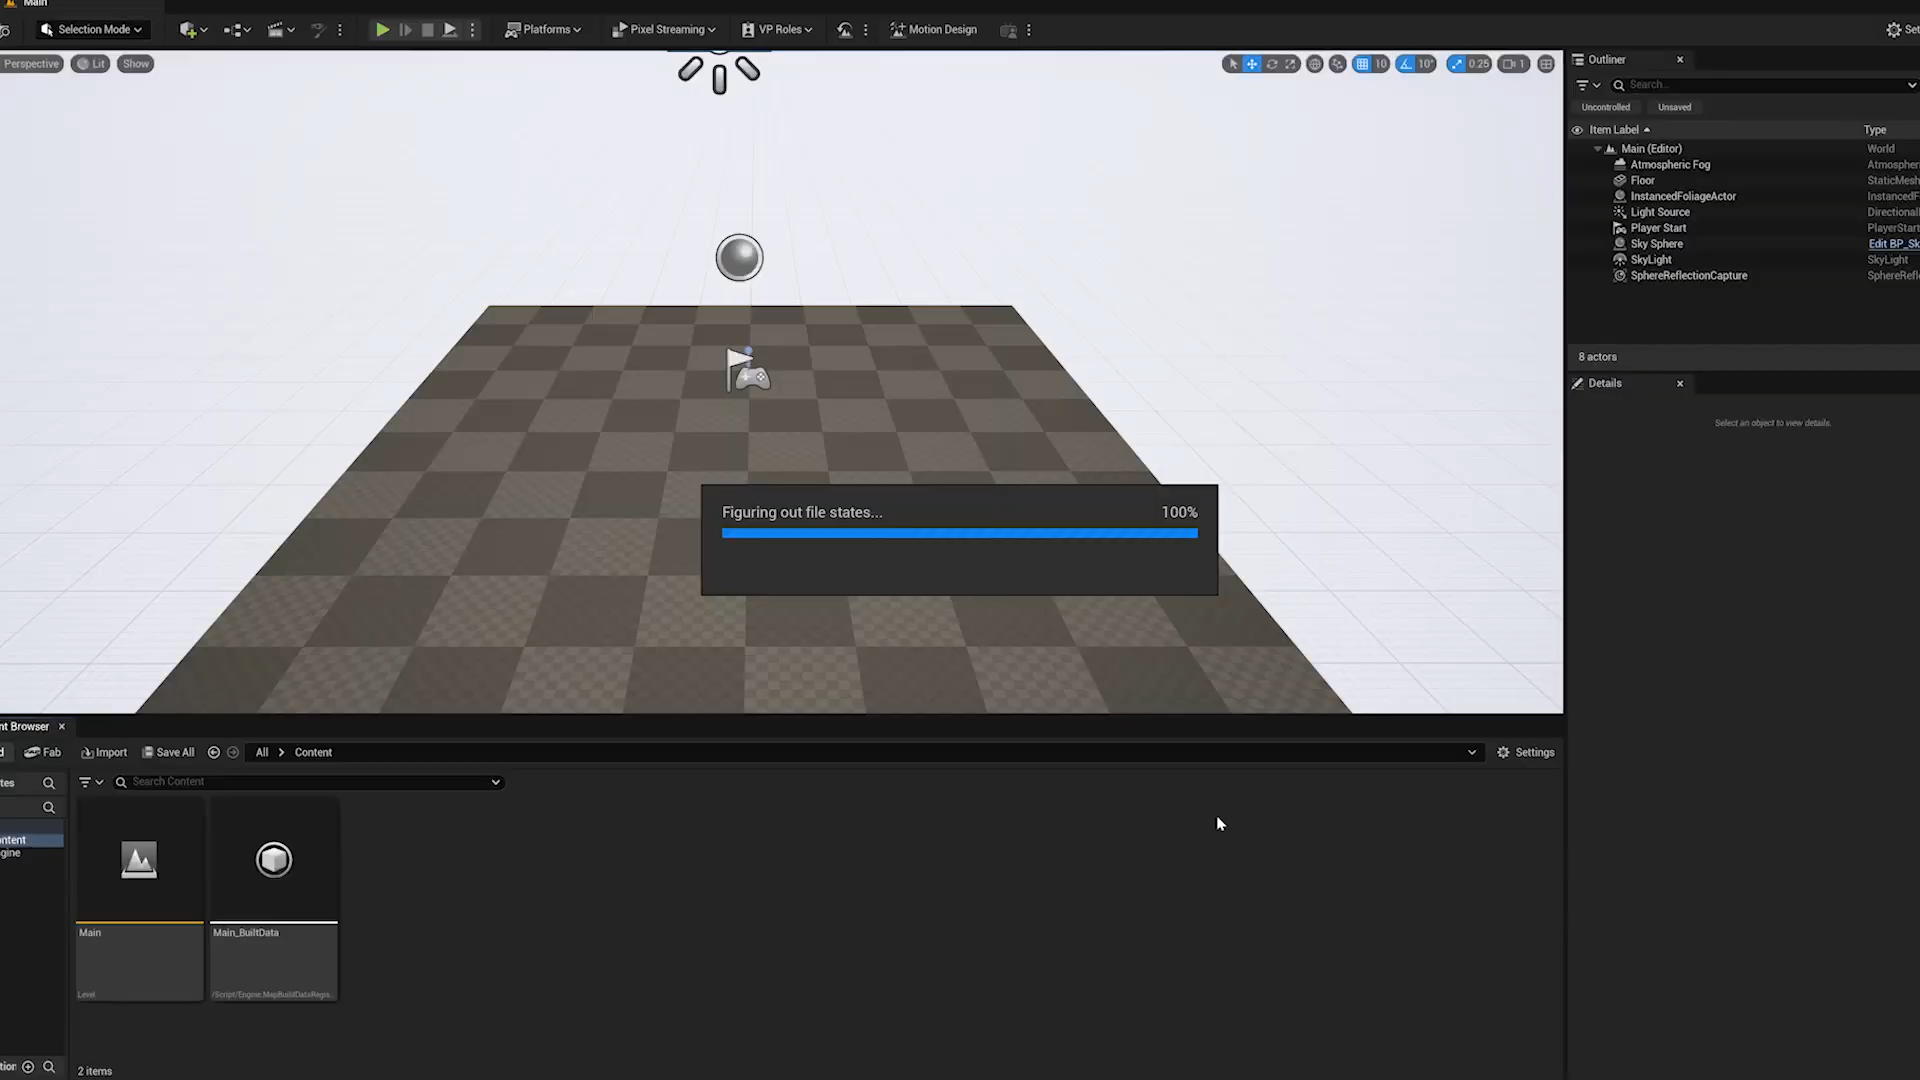 Main
Selection Mode
Platforms
Pixel Streaming
VP Roles
Motion Design
Set
Perspective
Lit
Show
10
10°
0.25
1
Outliner
Search...
Uncontrolled
Unsaved
Item Label
Type
Main (Editor)
World
Atmospheric Fog
Atmospher
Floor
StaticMesh
InstancedFoliageActor
InstancedF
Light Source
Directional
Player Start
PlayerStart
Sky Sphere
Edit BP_Sk
SkyLight
SkyLight
SphereReflectionCapture
SphereRefl
8 actors
Details
Select an object to view details.
Figuring out file states...
100%
nt Browser
d
Fab
Import
Save All
All
Content
Settings
tes
Search Content
ontent
gine
Main
Level
Main_BuiltData
/Script/Engine.MapBuildDataRegis...
tion
2 items